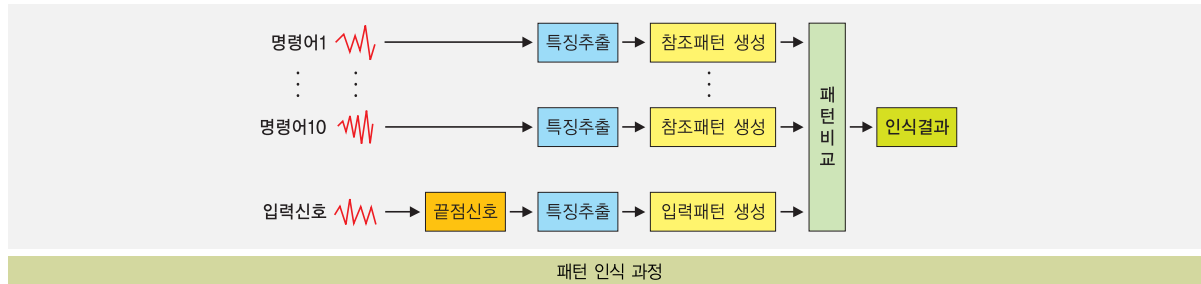 명령어1 특징추출 참조패턴 생성
명령어10 특징추출 참조패턴 생성
패턴비교
인식결과
입력신호 끝점신호 특징추출 입력패턴 생성
패턴 인식 과정